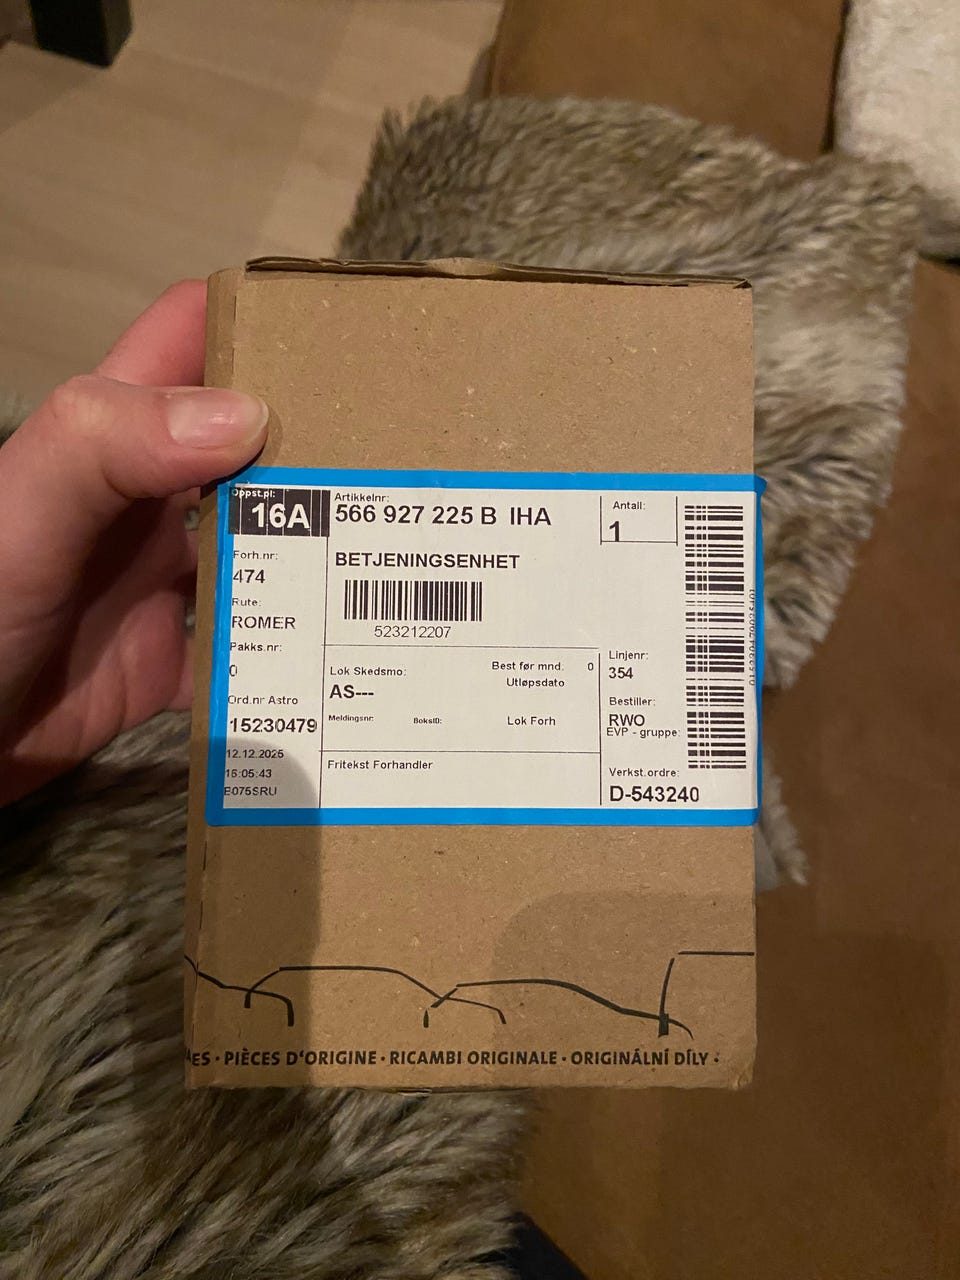 Oppst.pl:
16A
Artikkelnr:
566 927 225 B IHA
Antall:
1
Forh.nr:
474
BETJENINGSENHET
523212207
Rute:
ROMER
Pakks.nr:
0
Lok Skedsmo:
AS---
Best før mnd. 0
Utløpsdato
Linjenr:
354
Ord.nr Astro
15230479
Meldingsnr:
BoksID:
Lok Forh
Bestiller:
RWO
EVP - gruppe:
12.12.2025
16:05:43
E075SRU
Fritekst Forhandler
Verkst.ordre:
D-543240
ES · PIÈCES D'ORIGINE · RICAMBI ORIGINALE · ORIGINÁLNÍ DÍLY ·